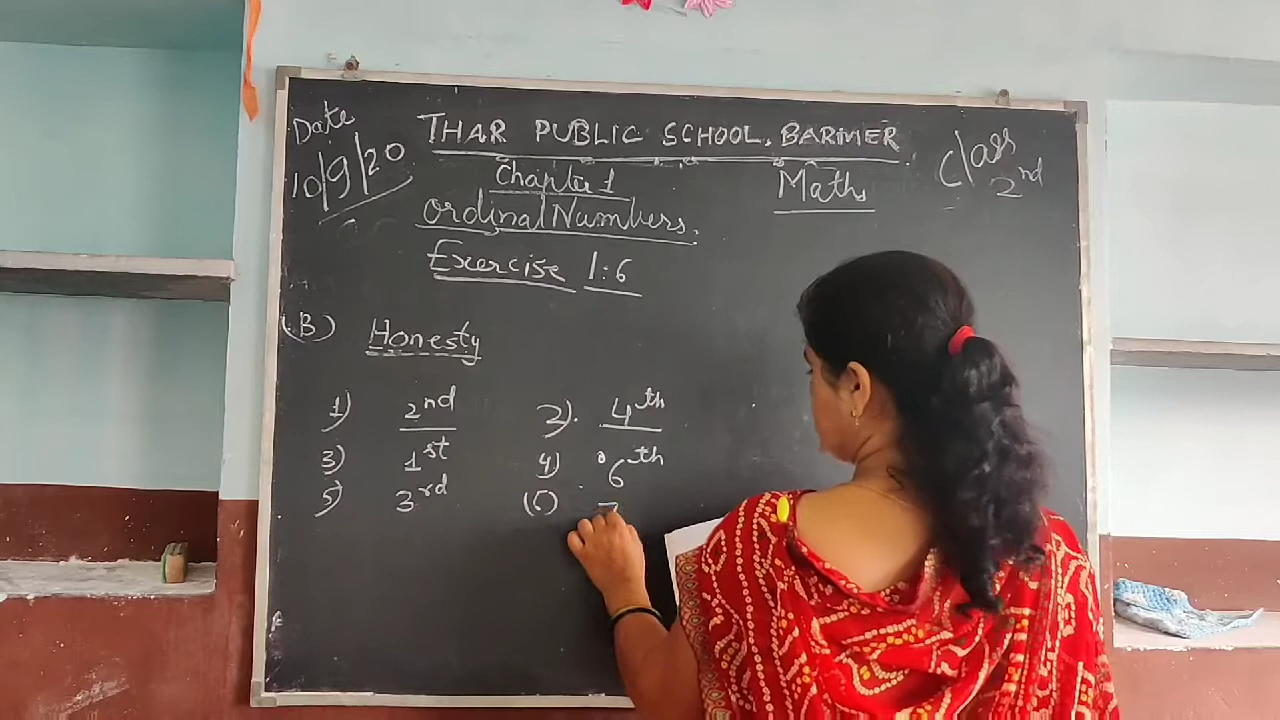 Date
10/9/20
THAR PUBLIC SCHOOL, BARMER
Class
2nd
Chapter 1
Maths
Ordinal Numbers.
Exercise 1:6
(B) Honesty
1) 2nd 2). 4th
3) 1st 4) 6th
5) 3rd (6) 7